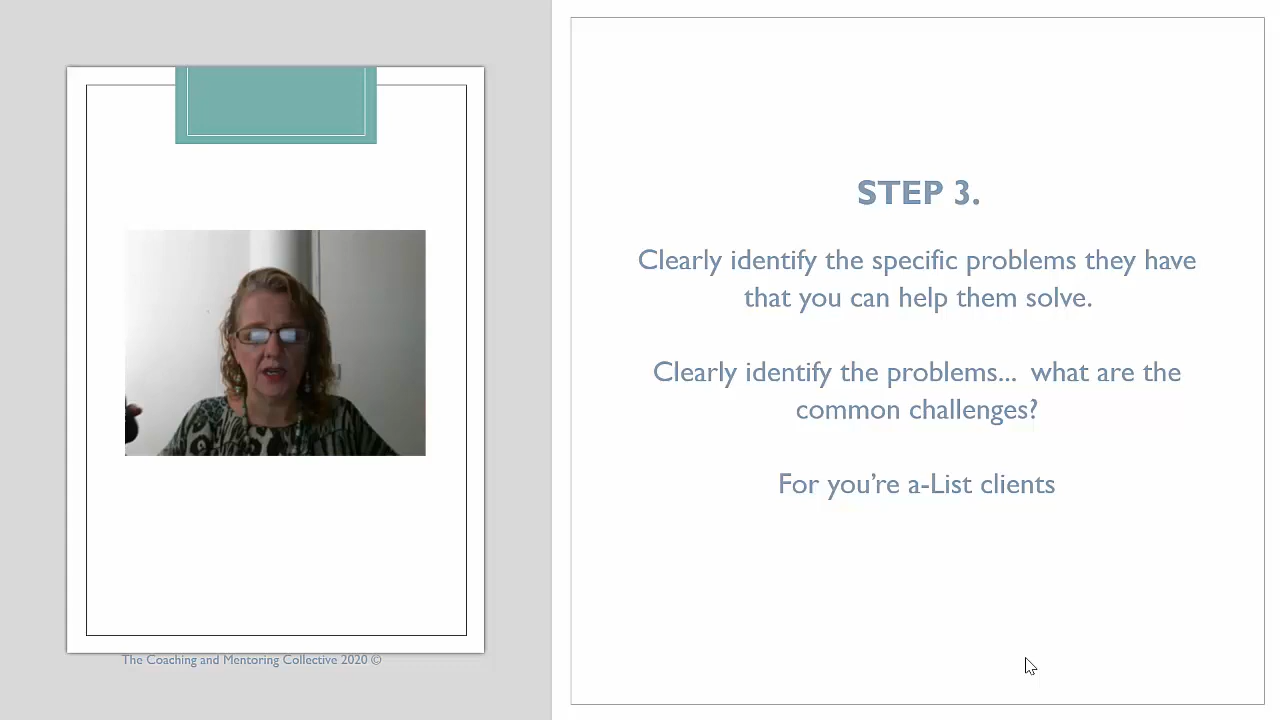 STEP 3.
Clearly identify the specific problems they have
that you can help them solve.
Clearly identify the problems... what are the
common challenges?
For you’re a-List clients
The Coaching and Mentoring Collective 2020 ©